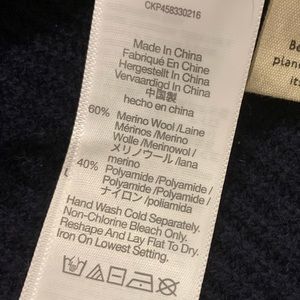 CKP458330216
Made In China
Fabriqué En Chine
Hergestellt In China
Vervaardigd In China
中国製
hecho en china
60% Merino Wool /Laine
Mérinos /Merino
Wolle /Merinowol /
メリノウール /lana
merino
40% Polyamide /Polyamide /
Polyamide /Polyamide /
ナイロン /poliamida
Hand Wash Cold Separately.
Non-Chlorine Bleach Only.
Reshape And Lay Flat To Dry.
Iron On Lowest Setting.